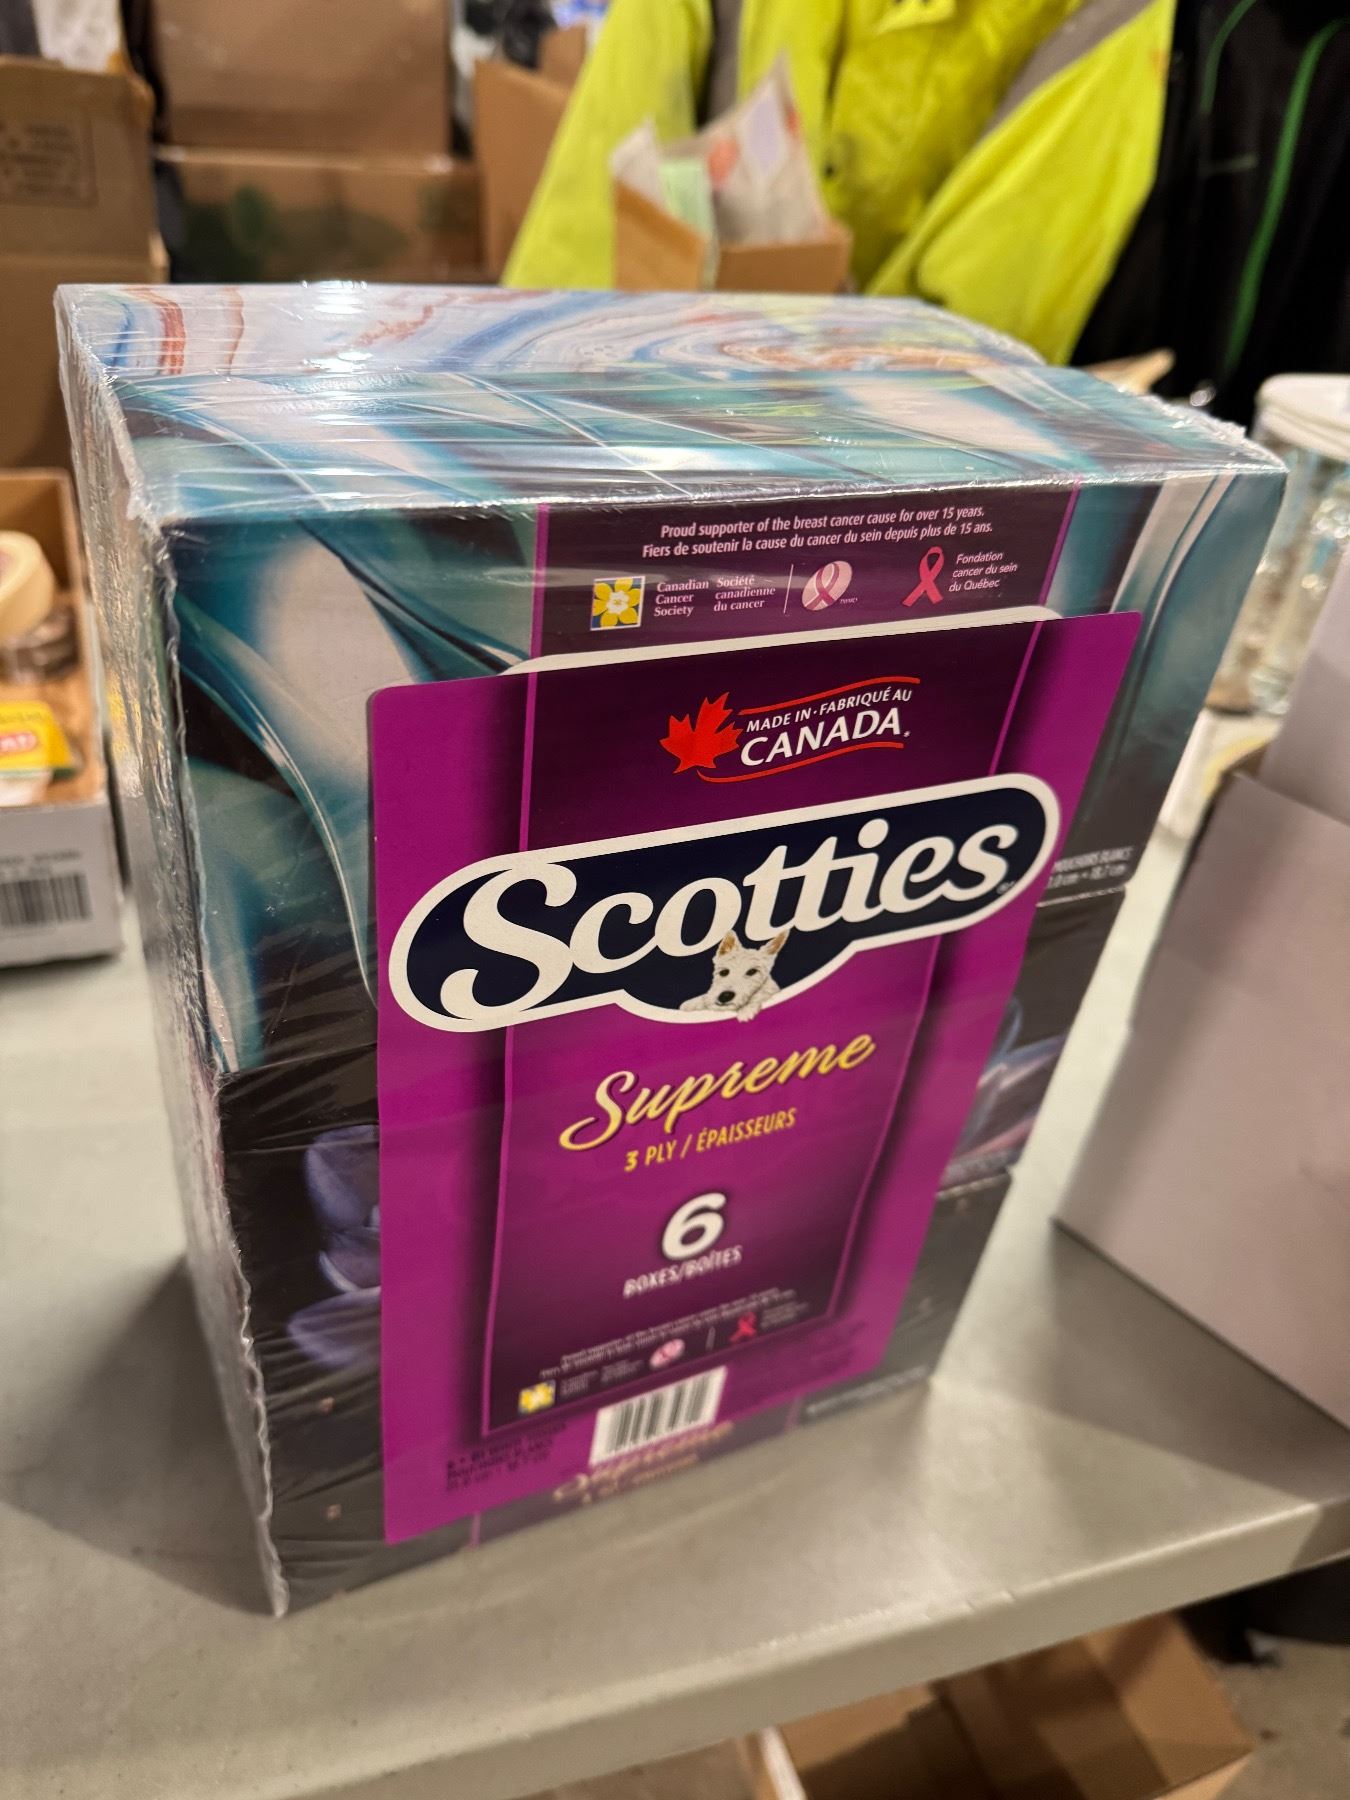 Proud supporter of the breast cancer cause for over 15 years.
Fiers de soutenir la cause du cancer du sein depuis plus de 15 ans.
Canadian Cancer Society
Société canadienne du cancer
Fondation
cancer du sein
du Québec
MADE IN · FABRIQUÉ AU
CANADA
Scotties
Supreme
3 PLY / ÉPAISSEURS
6
BOXES/BOÎTES
Supreme